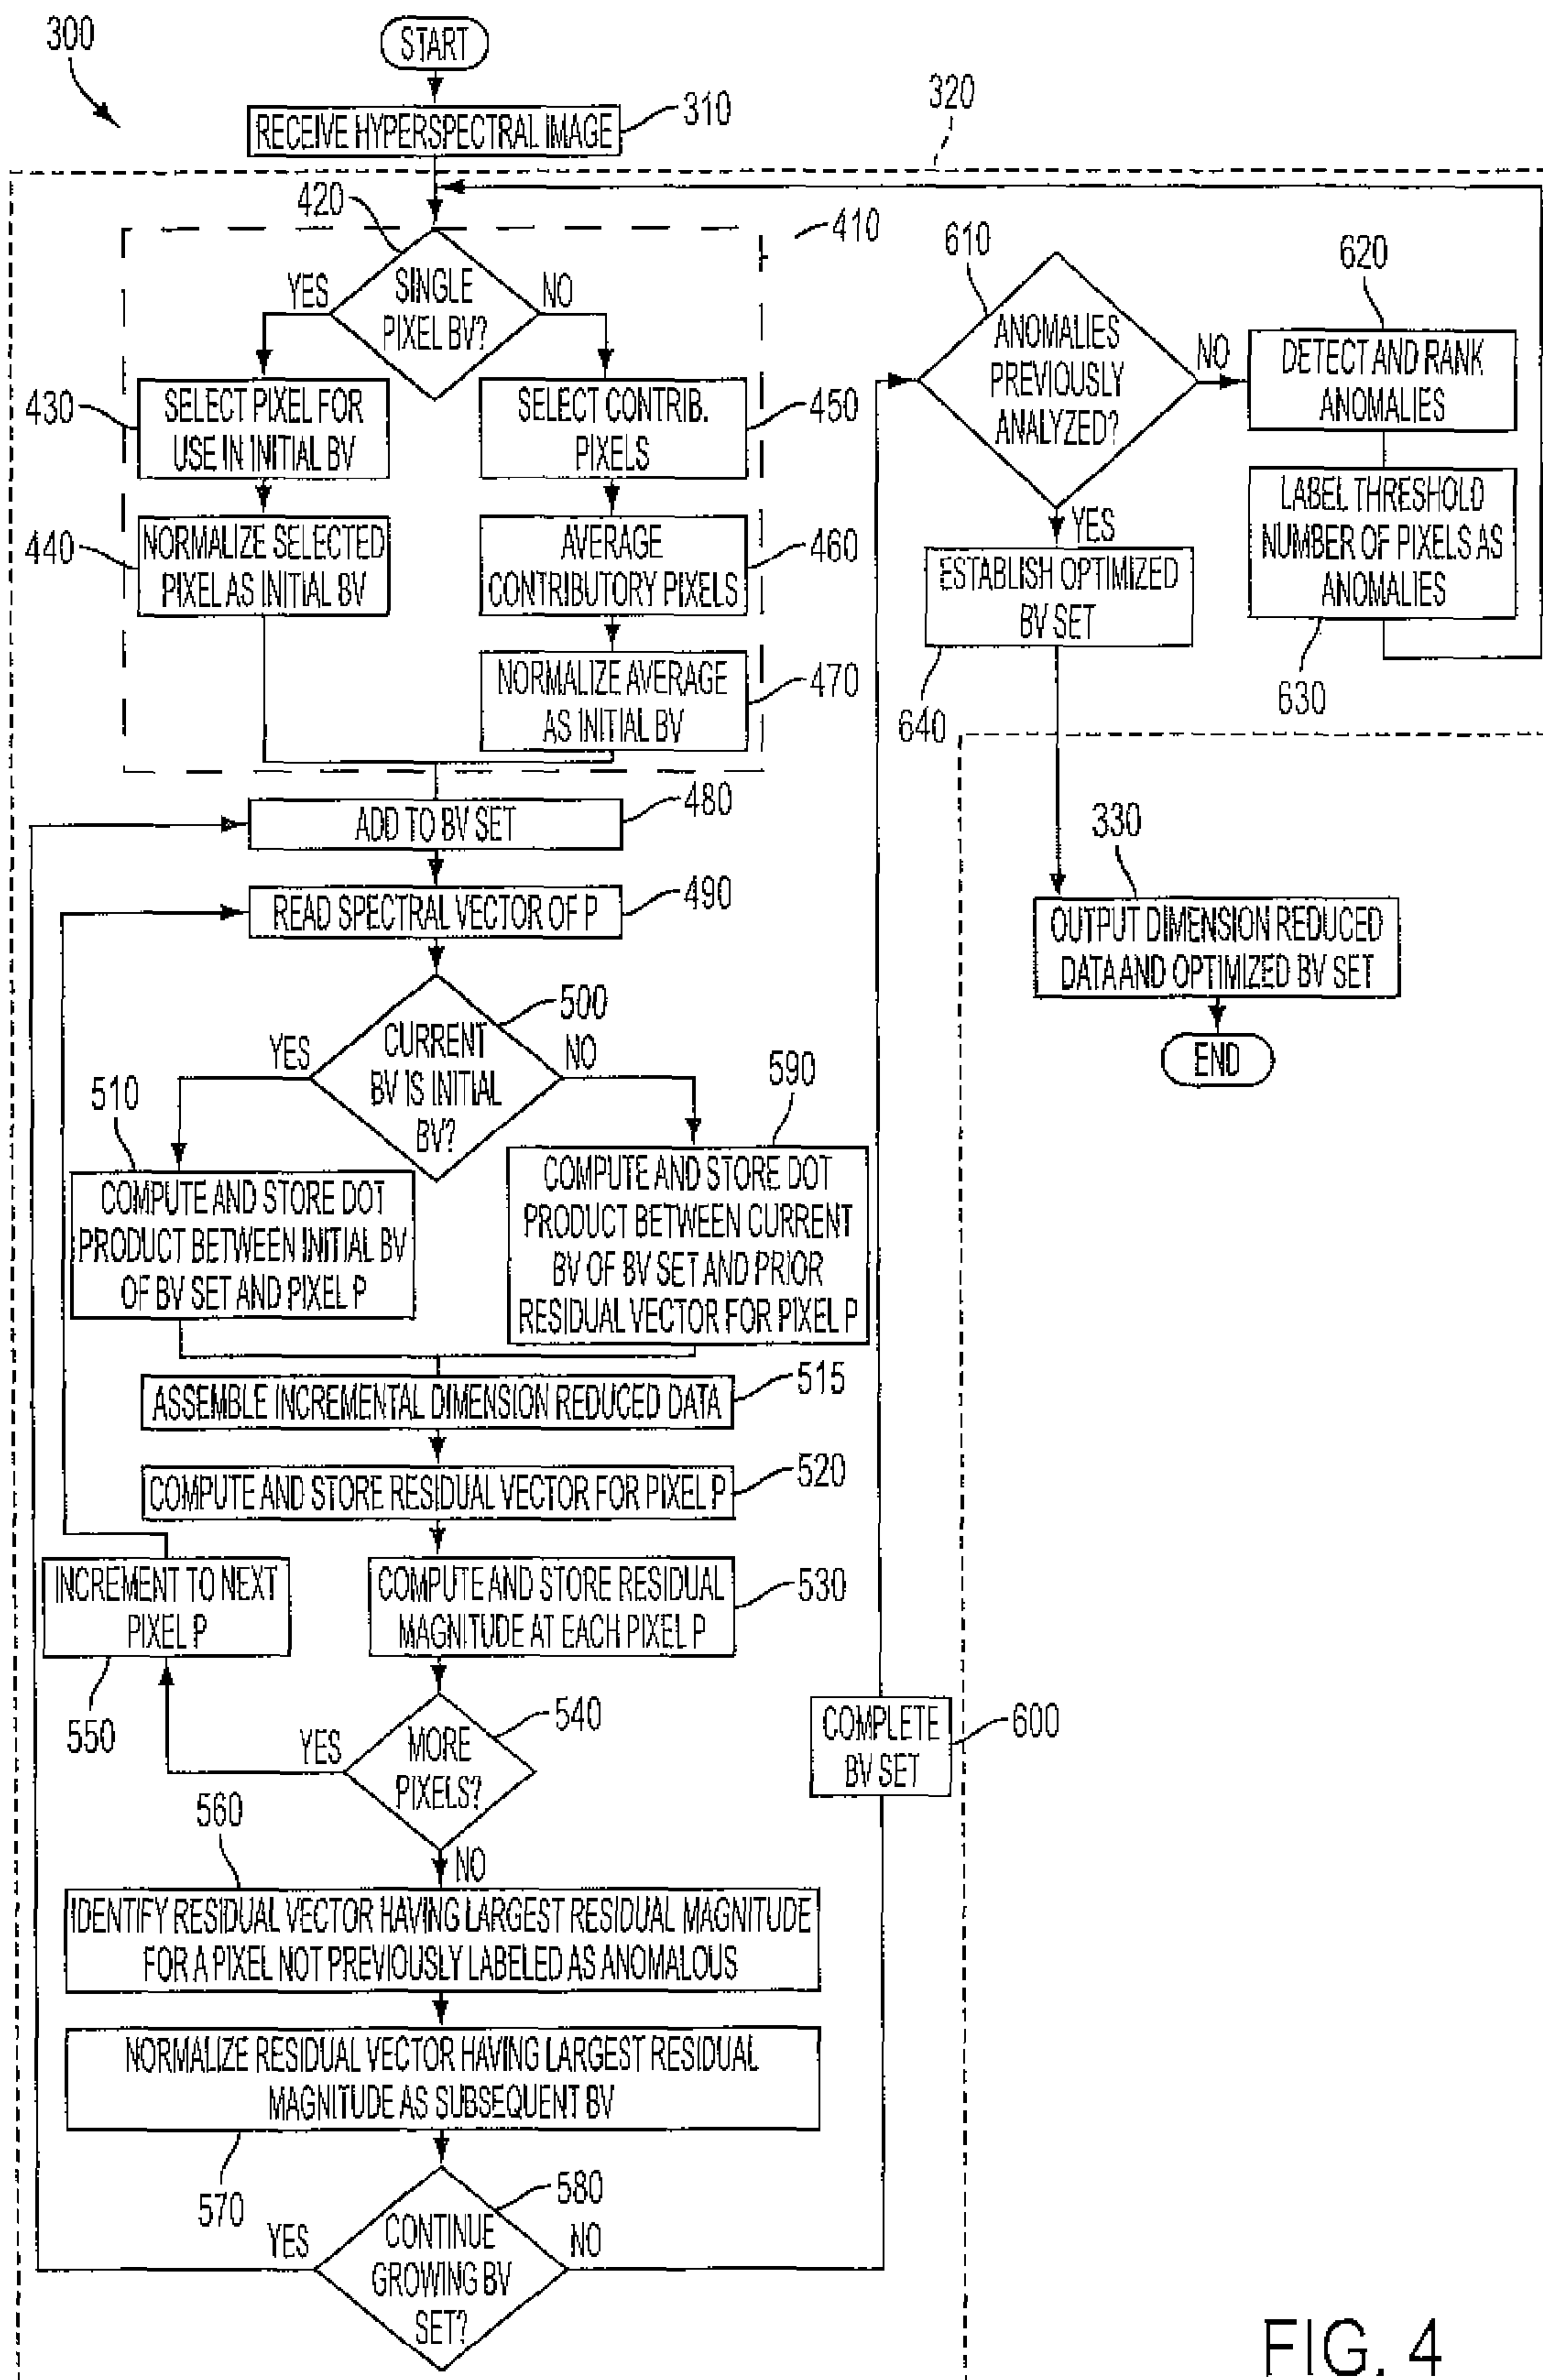 300
START
RECEIVE HYPERSPECTRAL IMAGE
310
320
420
410
SINGLE
PIXEL BV?
YES
NO
430
SELECT PIXEL FOR
USE IN INITIAL BV
SELECT CONTRIB.
PIXELS
450
440
NORMALIZE SELECTED
PIXEL AS INITIAL BV
AVERAGE
CONTRIBUTORY PIXELS
460
NORMALIZE AVERAGE
AS INITIAL BV
470
ADD TO BV SET
480
READ SPECTRAL VECTOR OF P
490
CURRENT
BV IS INITIAL
BV?
500
YES
NO
510
COMPUTE AND STORE DOT
PRODUCT BETWEEN INITIAL BV
OF BV SET AND PIXEL P
590
COMPUTE AND STORE DOT
PRODUCT BETWEEN CURRENT
BV OF BV SET AND PRIOR
RESIDUAL VECTOR FOR PIXEL P
ASSEMBLE INCREMENTAL DIMENSION REDUCED DATA
515
COMPUTE AND STORE RESIDUAL VECTOR FOR PIXEL P
520
INCREMENT TO NEXT
PIXEL P
550
COMPUTE AND STORE RESIDUAL
MAGNITUDE AT EACH PIXEL P
530
MORE
PIXELS?
540
YES
NO
560
IDENTIFY RESIDUAL VECTOR HAVING LARGEST RESIDUAL MAGNITUDE
FOR A PIXEL NOT PREVIOUSLY LABELED AS ANOMALOUS
NORMALIZE RESIDUAL VECTOR HAVING LARGEST RESIDUAL
MAGNITUDE AS SUBSEQUENT BV
570
CONTINUE
GROWING BV
SET?
580
YES
NO
COMPLETE
BV SET
600
610
ANOMALIES
PREVIOUSLY
ANALYZED?
NO
YES
620
DETECT AND RANK
ANOMALIES
LABEL THRESHOLD
NUMBER OF PIXELS AS
ANOMALIES
630
ESTABLISH OPTIMIZED
BV SET
640
330
OUTPUT DIMENSION REDUCED
DATA AND OPTIMIZED BV SET
END
FIG. 4